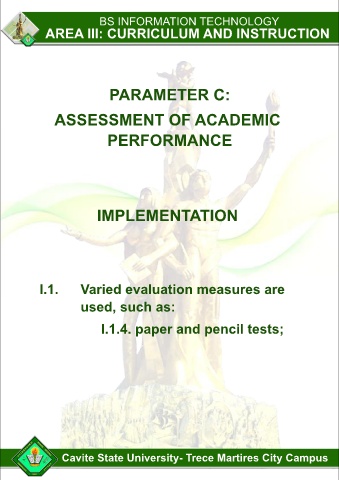 BS INFORMATION TECHNOLOGY
AREA III: CURRICULUM AND INSTRUCTION
PARAMETER C:
ASSESSMENT OF ACADEMIC
PERFORMANCE
IMPLEMENTATION
I.1. Varied evaluation measures are
used, such as:
I.1.4. paper and pencil tests;
Cavite State University- Trece Martires City Campus